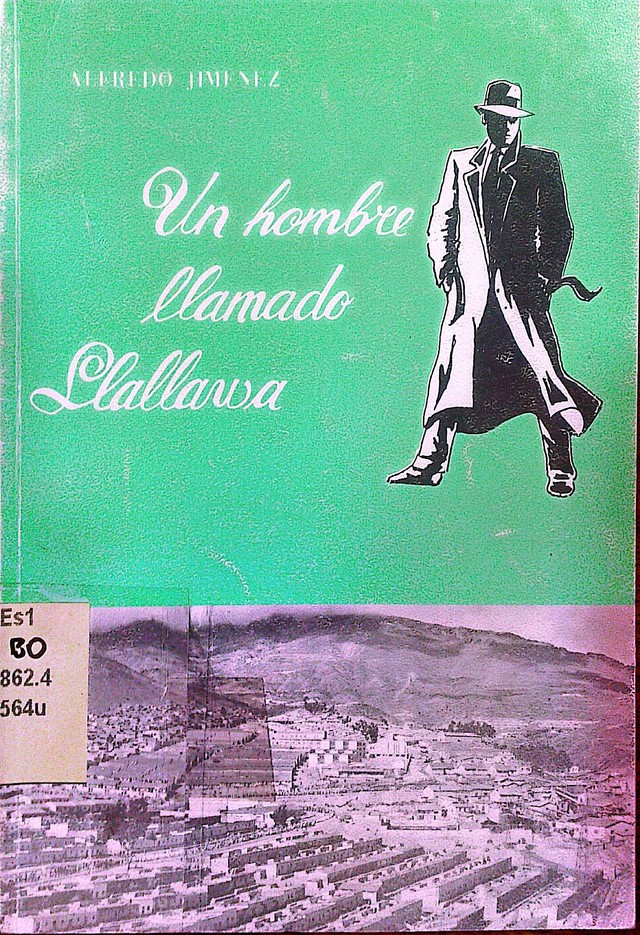 ALFREDO JIMENEZ
Un hombre
llamado
Llallawa
Es1
BO
862.4
564u